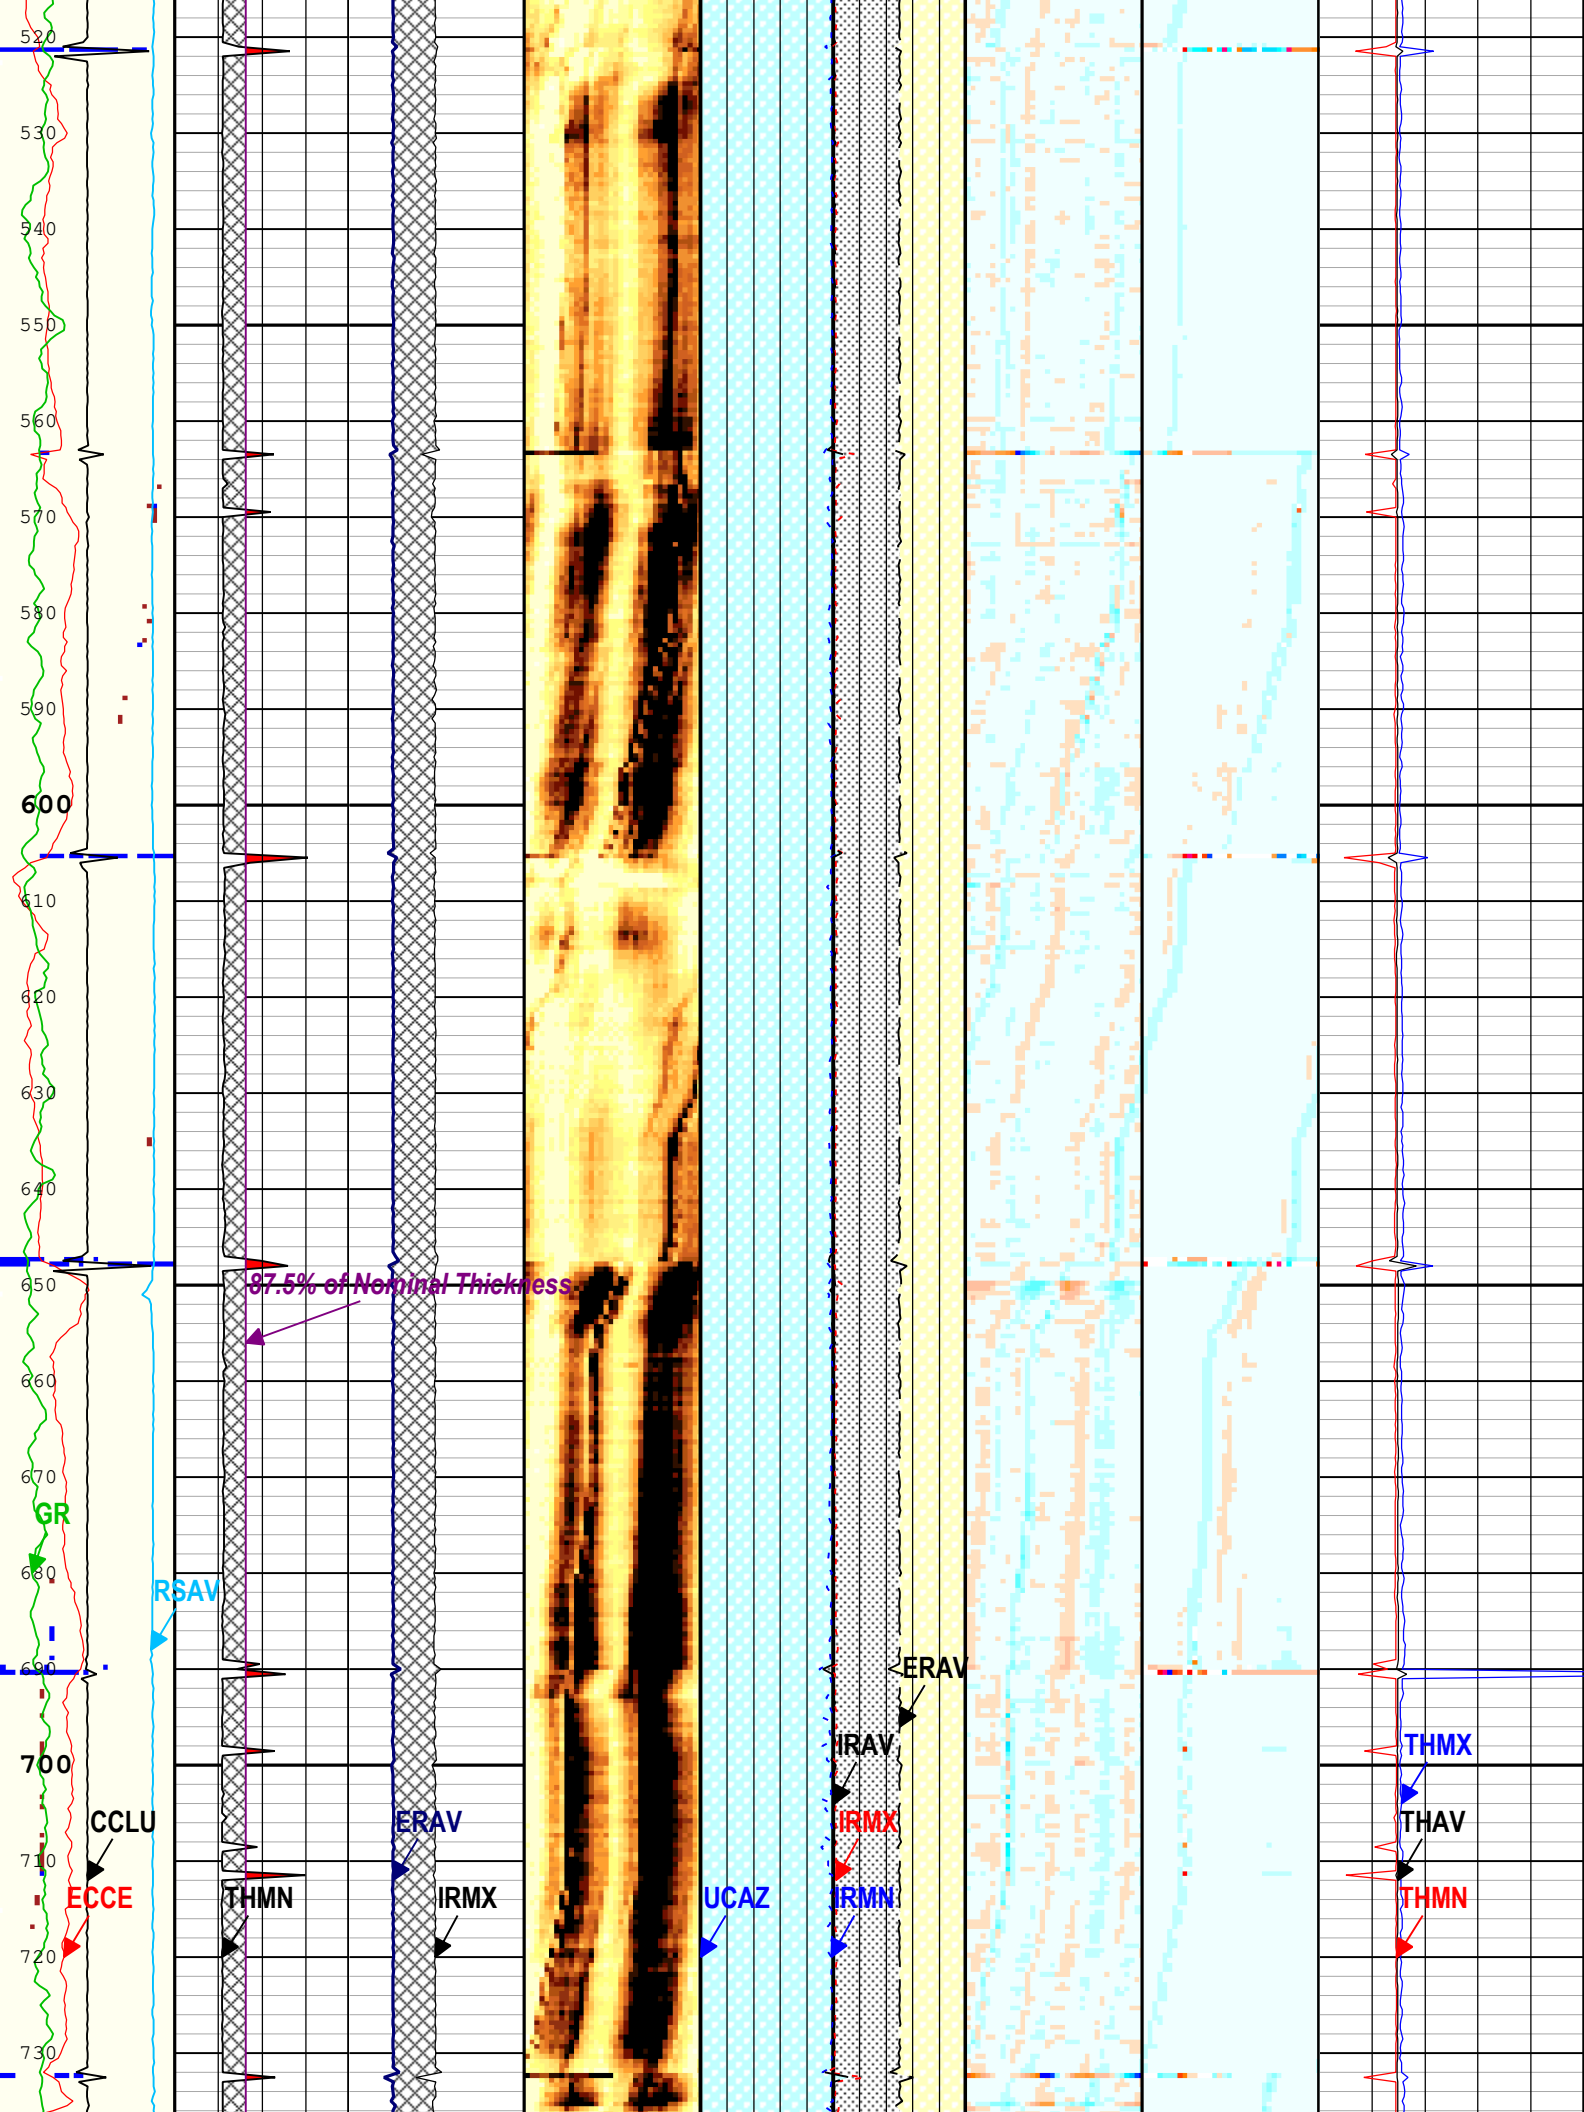 520
530
540
550
560
570
580
590
600
610
620
630
640
650
87.5% of Nominal Thickness
660
670
GR
680
RSAV
690
ERAV
IRAV
THMX
700
CCLU
ERAV
IRMX
THAV
710
ECCE
THMN
IRMX
UCAZ
IRMN
THMN
720
730